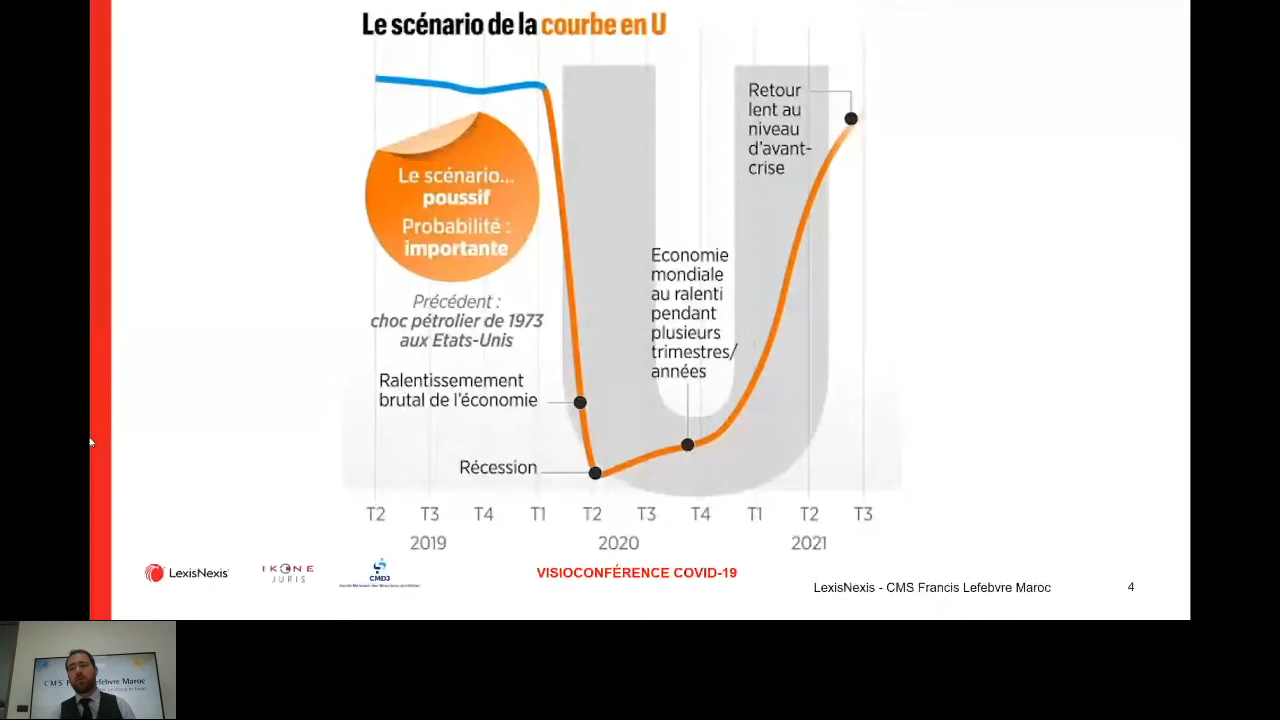 Le scénario de la courbe en U
Le scénario...
poussif
Probabilité :
importante
Précédent :
choc pétrolier de 1973
aux Etats-Unis
Ralentissemement
brutal de l'économie
Récession
Economie
mondiale
au ralenti
pendant
plusieurs
trimestres/
années
Retour
lent au
niveau
d'avant-
crise
T2 T3 T4 T1 T2 T3 T4 T1 T2 T3
2019 2020 2021
LexisNexis
IKONE
JURIS
CMDJ
VISIOCONFÉRENCE COVID-19
LexisNexis - CMS Francis Lefebvre Maroc
4